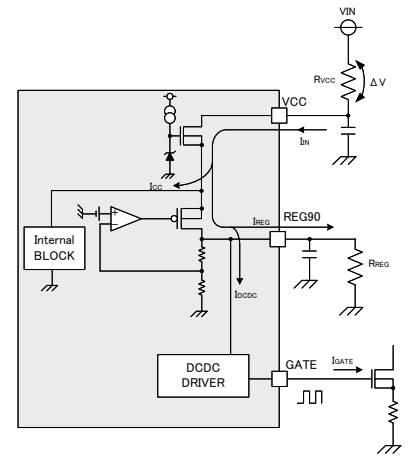 VIN
RVCC
ΔV
VCC
IIN
ICC
IREG
REG90
+
-
Internal
BLOCK
IDCDC
RREG
DCDC
DRIVER
GATE
IGATE